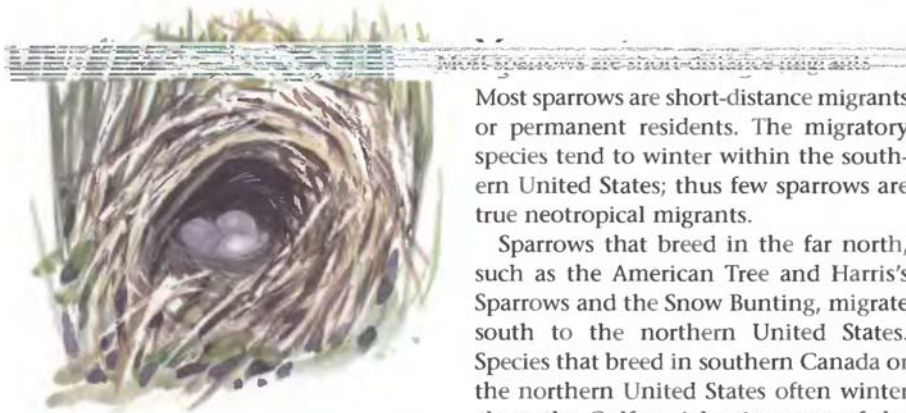 Most sparrows are short-distance migrants
Most sparrows are short-distance migrants
or permanent residents. The migratory
species tend to winter within the south-
ern United States; thus few sparrows are
true neotropical migrants.
Sparrows that breed in the far north,
such as the American Tree and Harris's
Sparrows and the Snow Bunting, migrate
south to the northern United States.
Species that breed in southern Canada or
the northern United States often winter